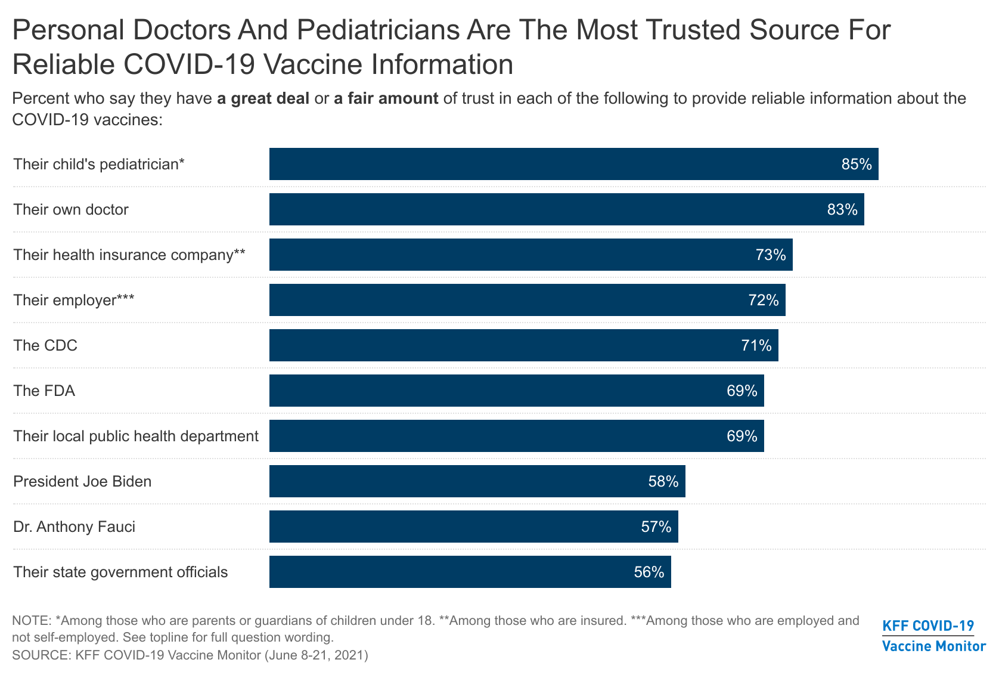 Personal Doctors And Pediatricians Are The Most Trusted Source For
Reliable COVID-19 Vaccine Information
Percent who say they have a great deal or a fair amount of trust in each of the following to provide reliable information about the
COVID-19 vaccines:
Their child's pediatrician* 85%
Their own doctor 83%
Their health insurance company** 73%
Their employer*** 72%
The CDC 71%
The FDA 69%
Their local public health department 69%
President Joe Biden 58%
Dr. Anthony Fauci 57%
Their state government officials 56%
NOTE: *Among those who are parents or guardians of children under 18. **Among those who are insured. ***Among those who are employed and
not self-employed. See topline for full question wording.
SOURCE: KFF COVID-19 Vaccine Monitor (June 8-21, 2021)
KFF COVID-19
Vaccine Monitor